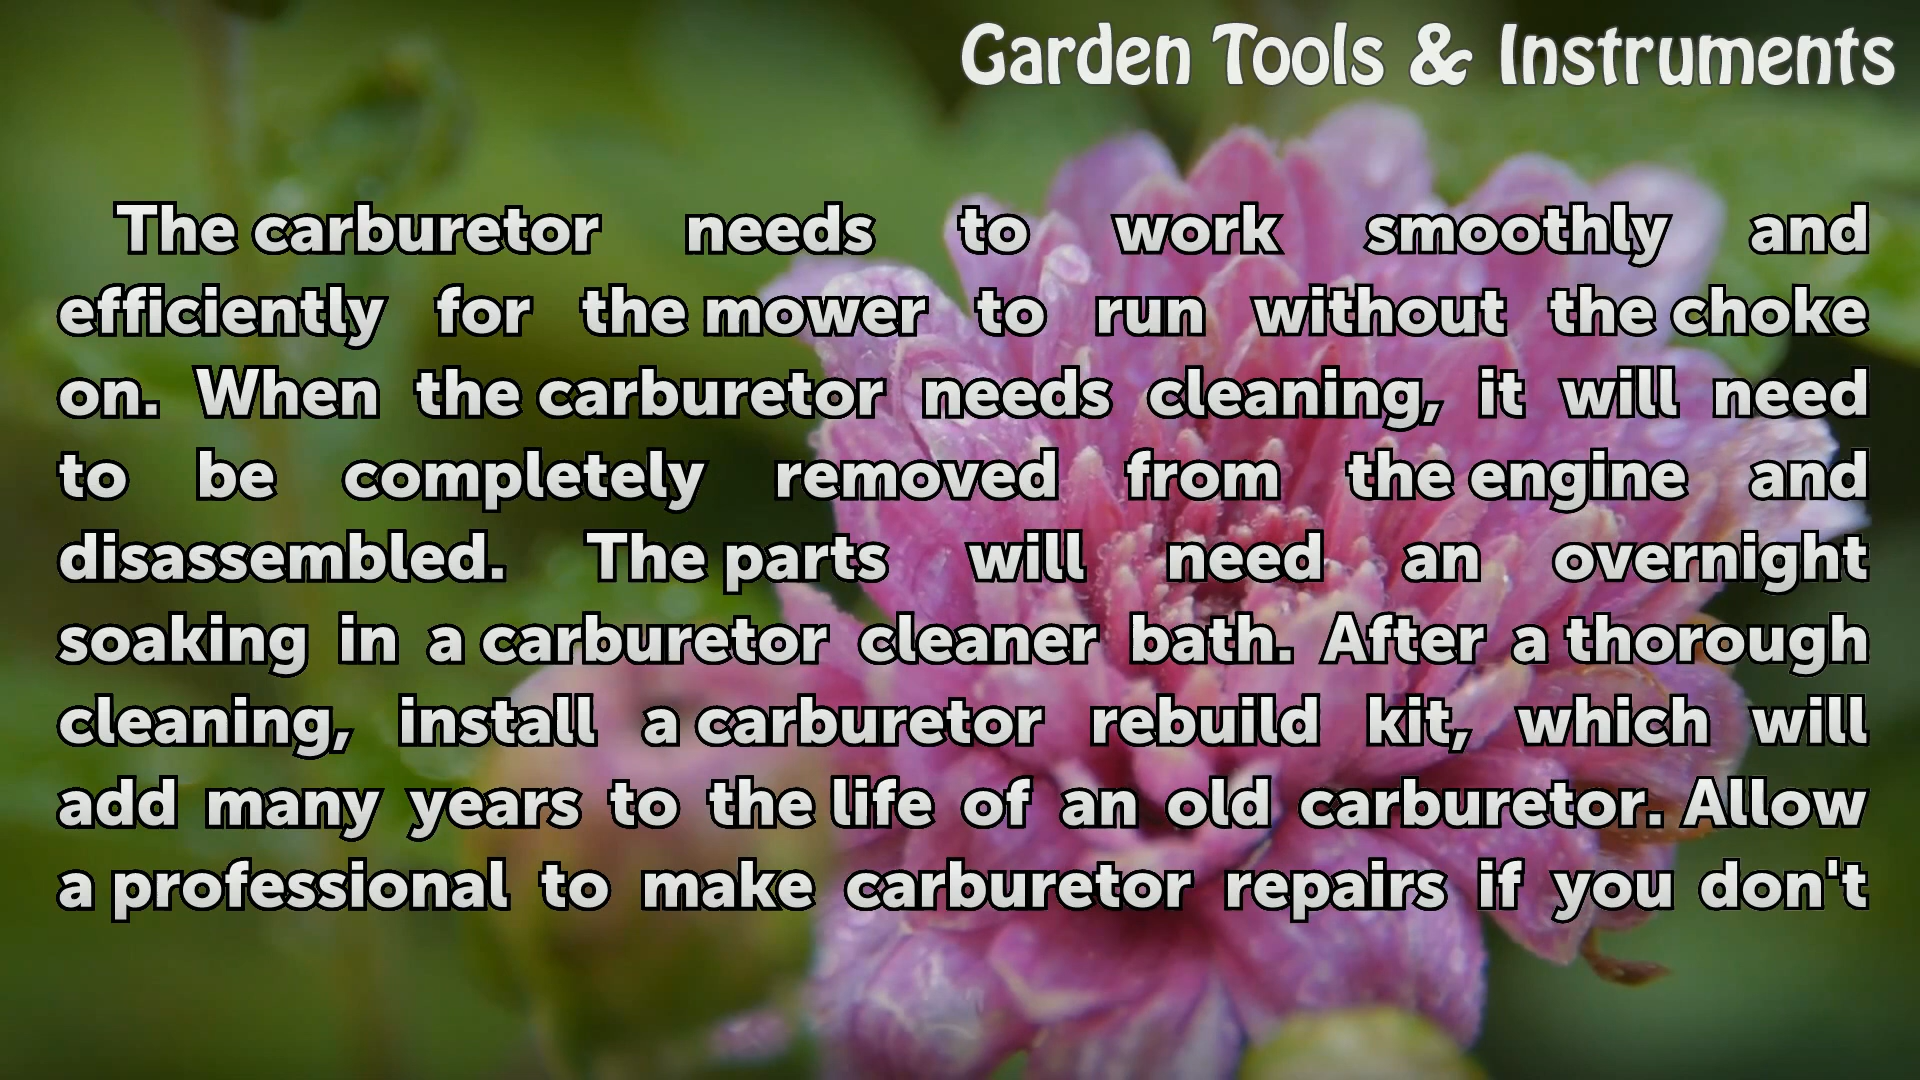 Garden Tools & Instruments
The carburetor needs to work smoothly and
efficiently for the mower to run without the choke
on. When the carburetor needs cleaning, it will need
to be completely removed from the engine and
disassembled. The parts will need an overnight
soaking in a carburetor cleaner bath. After a thorough
cleaning, install a carburetor rebuild kit, which will
add many years to the life of an old carburetor. Allow
a professional to make carburetor repairs if you don't